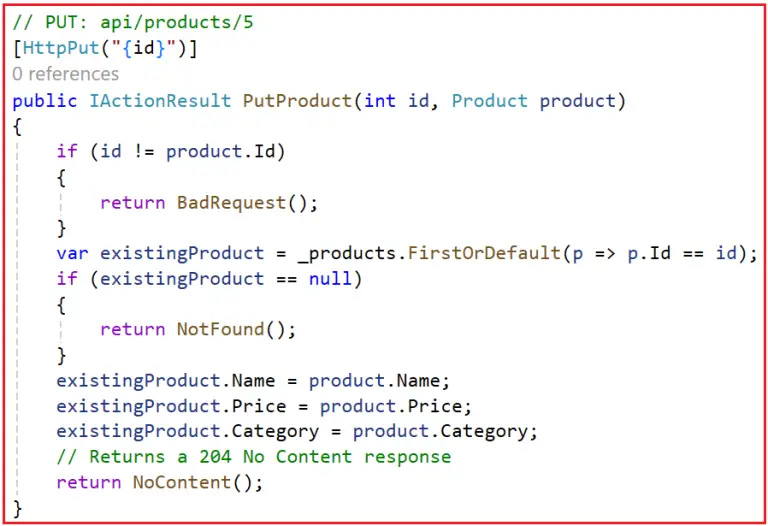 // PUT: api/products/5
[HttpPut("{id}")]
0 references
public IActionResult PutProduct(int id, Product product)
{
    if (id != product.Id)
    {
        return BadRequest();
    }
    var existingProduct = _products.FirstOrDefault(p => p.Id == id);
    if (existingProduct == null)
    {
        return NotFound();
    }
    existingProduct.Name = product.Name;
    existingProduct.Price = product.Price;
    existingProduct.Category = product.Category;
    // Returns a 204 No Content response
    return NoContent();
}